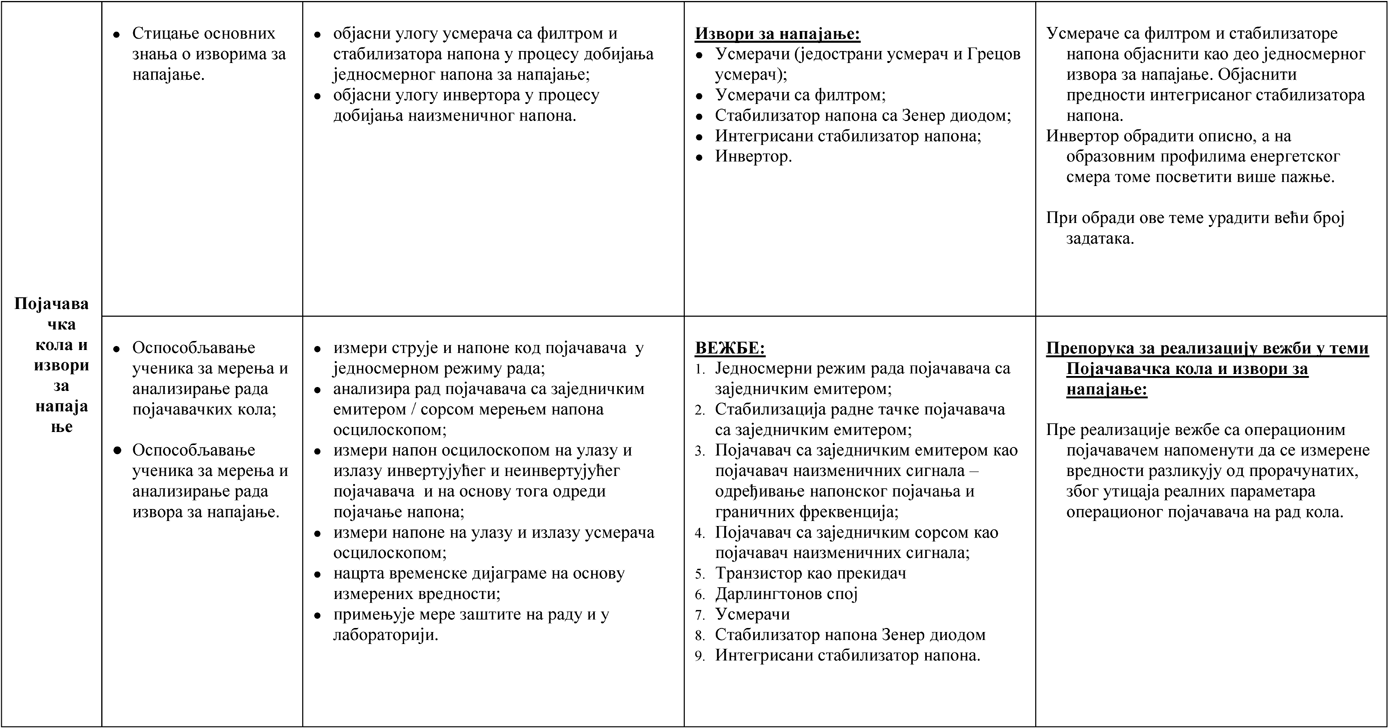 Појачава
чка
кола и
извори
за
напаја
ње
● Стицање основних
знања о изворима за
напајање.
● објасни улогу усмерача са филтром и
стабилизатора напона у процесу добијања
једносмерног напона за напајање;
● објасни улогу инвертора у процесу
добијања наизменичног напона.
Извори за напајање:
● Усмерачи (једострани усмерач и Грецов
усмерач);
● Усмерачи са филтром;
● Стабилизатор напона са Зенер диодом;
● Интегрисани стабилизатор напона;
● Инвертор.
Усмераче са филтром и стабилизаторе
напона објаснити као део једносмерног
извора за напајање. Објаснити
предности интегрисаног стабилизатора
напона.
Инвертор обрадити описно, а на
образовним профилима енергетског
смера томе посветити више пажње.
При обради ове теме урадити већи број
задатака.
● Оспособљавање
ученика за мерења и
анализирање рада
појачавачких кола;
● Оспособљавање
ученика за мерења и
анализирање рада
извора за напајање.
● измери струје и напоне код појачавача у
једносмерном режиму рада;
● анализира рад појачавача са заједничким
емитером / сорсом мерењем напона
осцилоскопом;
● измери напон осцилоскопом на улазу и
излазу инвертујућег и неинвертујућег
појачавача и на основу тога одреди
појачање напона;
● измери напоне на улазу и излазу усмерача
осцилоскопом;
● нацрта временске дијаграме на основу
измерених вредности;
● примењује мере заштите на раду и у
лабораторији.
ВЕЖБЕ:
1. Једносмерни режим рада појачавача са
заједничким емитером;
2. Стабилизација радне тачке појачавача
са заједничким емитером;
3. Појачавач са заједничким емитером као
појачавач наизменичних сигнала –
одређивање напонског појачања и
граничних фреквенција;
4. Појачавач са заједничким сорсом као
појачавач наизменичних сигнала;
5. Транзистор као прекидач
6. Дарлингтонов спој
7. Усмерачи
8. Стабилизатор напона Зенер диодом
9. Интегрисани стабилизатор напона.
Препорука за реализацију вежби у теми
Појачавачка кола и извори за
напајање:
Пре реализације вежбе са операционим
појачавачем напоменути да се измерене
вредности разликују од прорачунатих,
због утицаја реалних параметара
операционог појачавача на рад кола.